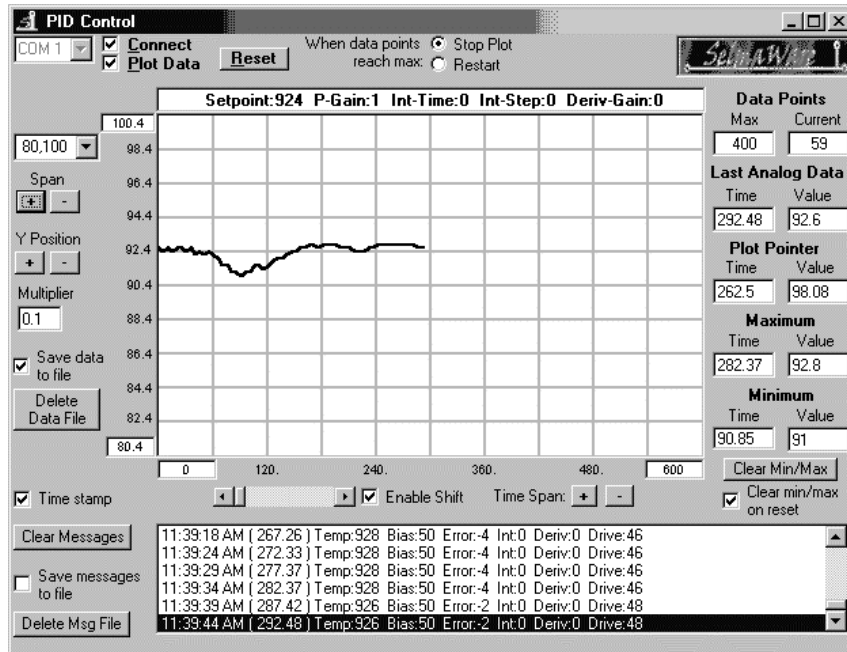 PID Control
COM 1
Connect
Plot Data
Reset
When data points reach max:
Stop Plot
Restart
Setpoint:924 P-Gain:1 Int-Time:0 Int-Step:0 Deriv-Gain:0
80,100
Span
+ -
Y Position
+ -
Multiplier
0.1
Save data
to file
Delete
Data File
100.4
98.4
96.4
94.4
92.4
90.4
88.4
86.4
84.4
82.4
80.4
0 120. 240. 360. 480. 600
Data Points
Max Current
400 59
Last Analog Data
Time Value
292.48 92.6
Plot Pointer
Time Value
262.5 98.08
Maximum
Time Value
282.37 92.8
Minimum
Time Value
90.85 91
Clear Min/Max
Clear min/max
on reset
Time stamp
Enable Shift
Time Span: + -
Clear Messages
Save messages
to file
Delete Msg File
11:39:18 AM ( 267.26 ) Temp:928 Bias:50 Error:-4 Int:0 Deriv:0 Drive:46
11:39:24 AM ( 272.33 ) Temp:928 Bias:50 Error:-4 Int:0 Deriv:0 Drive:46
11:39:29 AM ( 277.37 ) Temp:928 Bias:50 Error:-4 Int:0 Deriv:0 Drive:46
11:39:34 AM ( 282.37 ) Temp:928 Bias:50 Error:-4 Int:0 Deriv:0 Drive:46
11:39:39 AM ( 287.42 ) Temp:926 Bias:50 Error:-2 Int:0 Deriv:0 Drive:48
11:39:44 AM ( 292.48 ) Temp:926 Bias:50 Error:-2 Int:0 Deriv:0 Drive:48